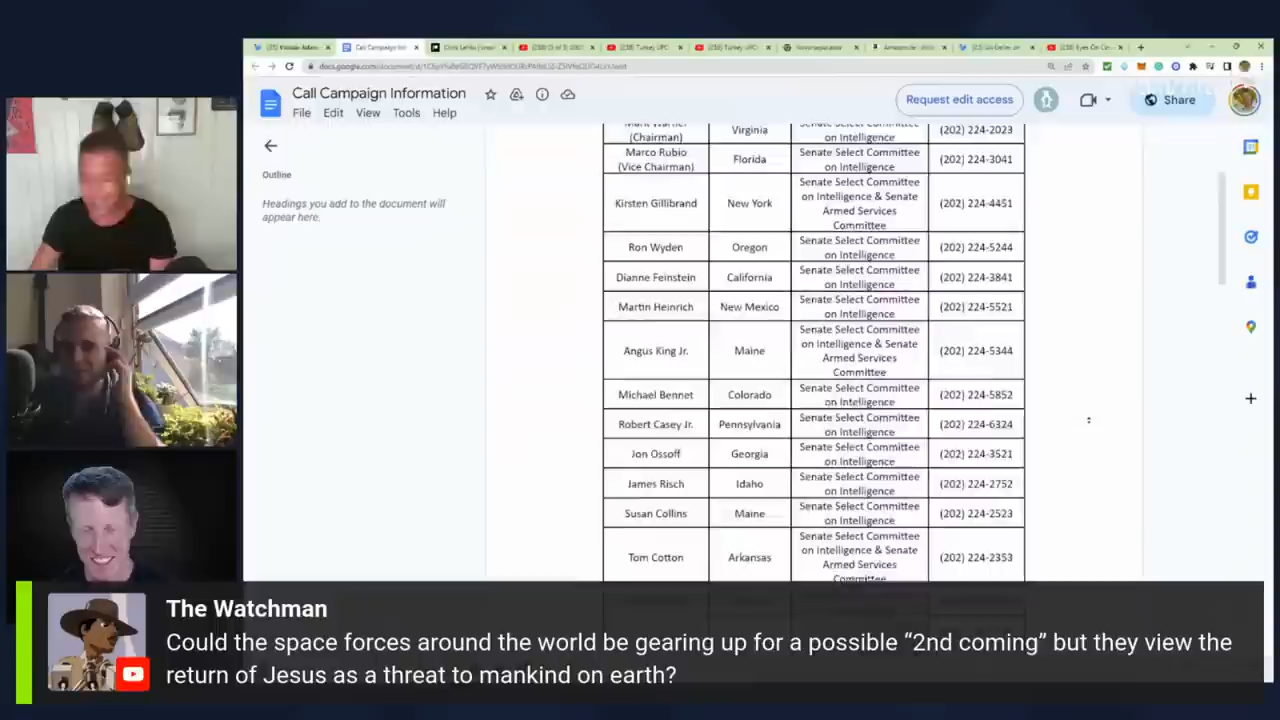 Call Campaign Information
Request edit access
Share
File Edit View Tools Help
Outline
Headings you add to the document will
appear here.
(Chairman) Virginia Senate Select Committee on Intelligence (202) 224-2023
Marco Rubio (Vice Chairman) Florida Senate Select Committee on Intelligence (202) 224-3041
Kirsten Gillibrand New York Senate Select Committee on Intelligence & Senate Armed Services Committee (202) 224-4451
Ron Wyden Oregon Senate Select Committee on Intelligence (202) 224-5244
Dianne Feinstein California Senate Select Committee on Intelligence (202) 224-3841
Martin Heinrich New Mexico Senate Select Committee on Intelligence (202) 224-5521
Angus King Jr. Maine Senate Select Committee on Intelligence & Senate Armed Services Committee (202) 224-5344
Michael Bennet Colorado Senate Select Committee on Intelligence (202) 224-5852
Robert Casey Jr. Pennsylvania Senate Select Committee on Intelligence (202) 224-6324
Jon Ossoff Georgia Senate Select Committee on Intelligence (202) 224-3521
James Risch Idaho Senate Select Committee on Intelligence (202) 224-2752
Susan Collins Maine Senate Select Committee on Intelligence (202) 224-2523
Tom Cotton Arkansas Senate Select Committee on Intelligence & Senate Armed Services Committee (202) 224-2353
The Watchman
Could the space forces around the world be gearing up for a possible “2nd coming” but they view the
return of Jesus as a threat to mankind on earth?